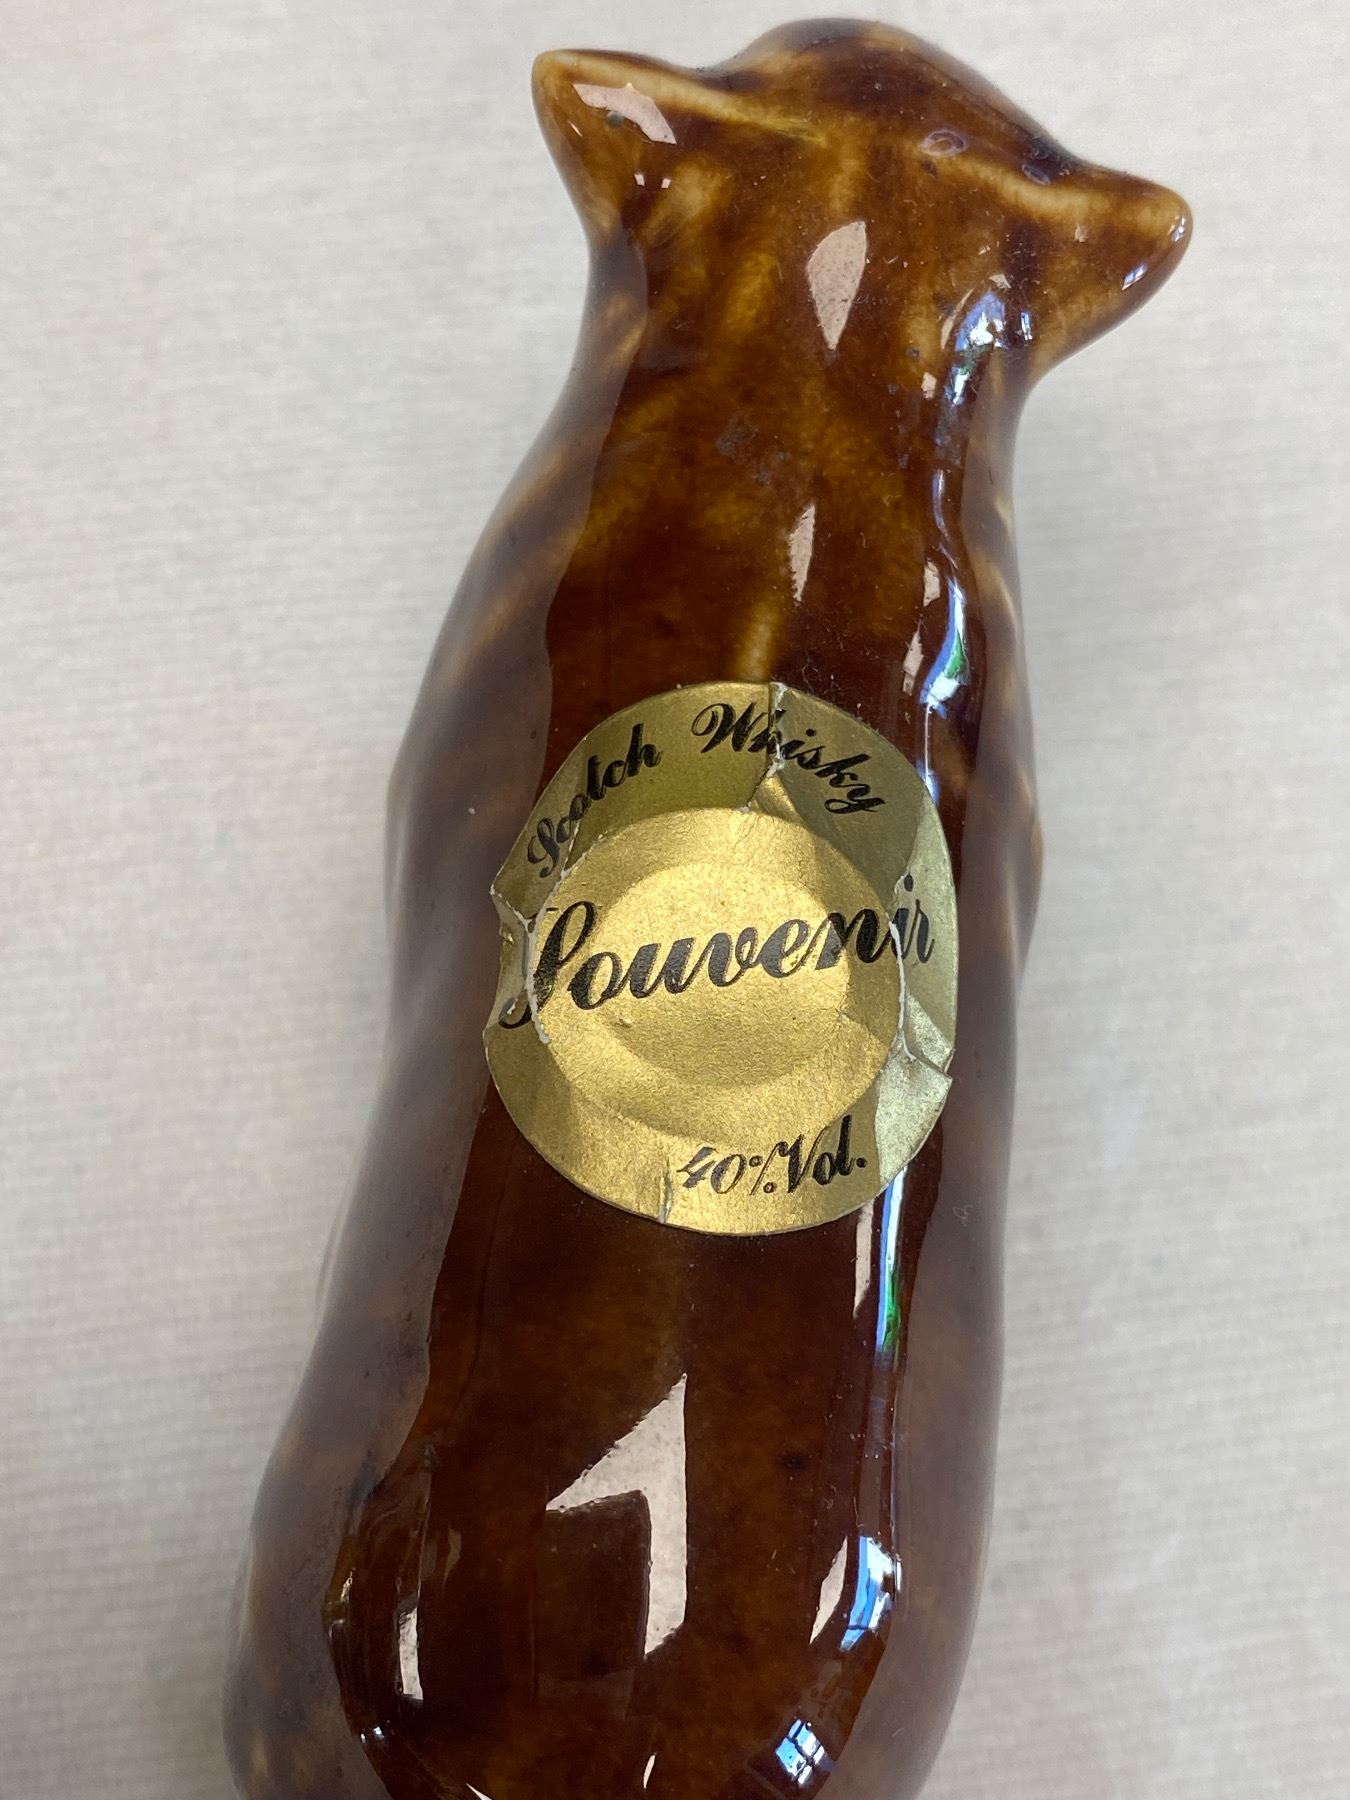 Scotch Whisky
Souvenir
40% Vol.